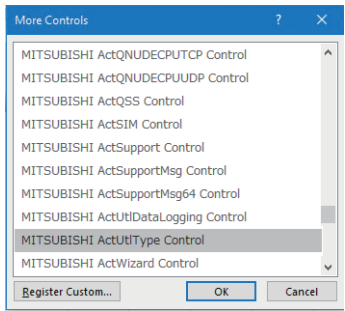 More Controls
MITSUBISHI ActQNUDECPUTCP Control
MITSUBISHI ActQNUDECPUUDP Control
MITSUBISHI ActQSS Control
MITSUBISHI ActSIM Control
MITSUBISHI ActSupport Control
MITSUBISHI ActSupportMsg Control
MITSUBISHI ActSupportMsg64 Control
MITSUBISHI ActUtlDataLogging Control
MITSUBISHI ActUtlType Control
MITSUBISHI ActWizard Control
Register Custom... OK Cancel